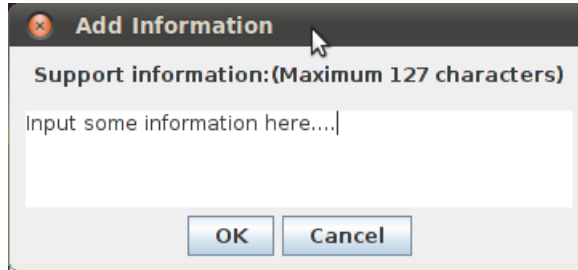 Add Information
Support information:(Maximum 127 characters)
Input some information here....
OK Cancel